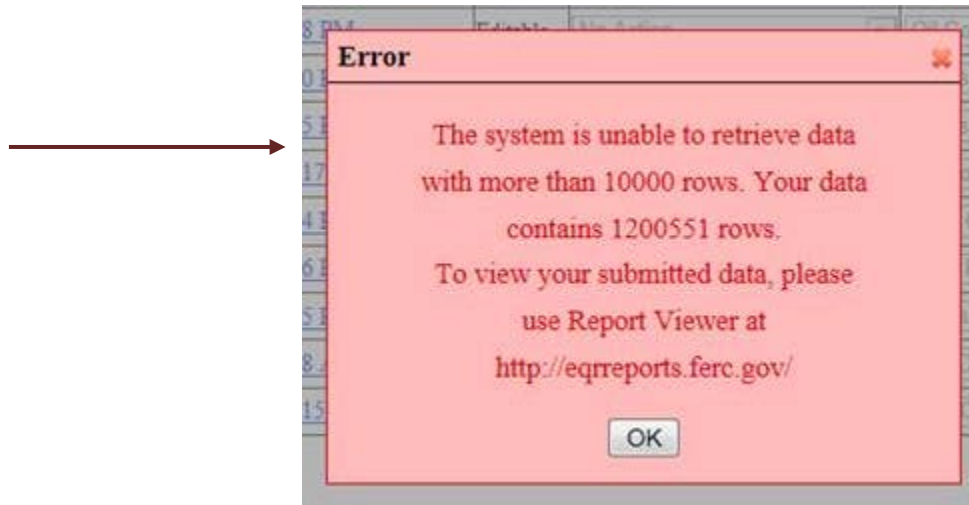 Error
The system is unable to retrieve data
with more than 10000 rows. Your data
contains 1200551 rows.
To view your submitted data, please
use Report Viewer at
http://eqrreports.ferc.gov/
OK